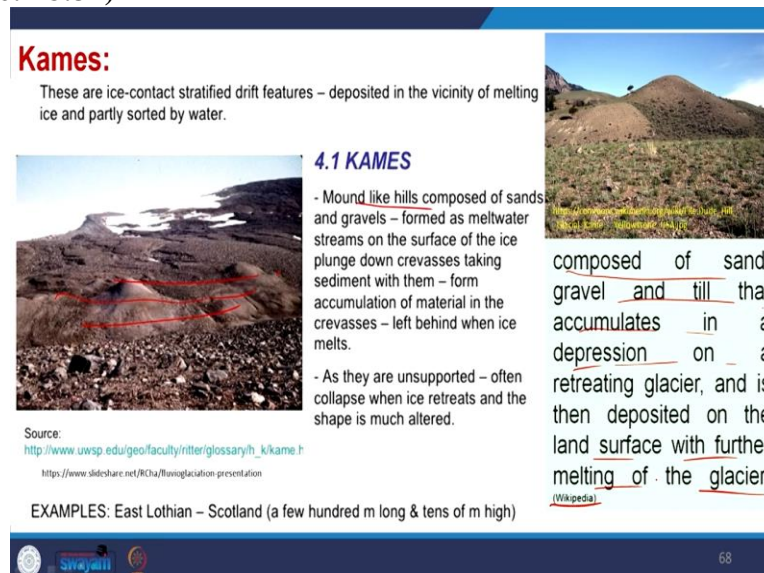 Kames:
These are ice-contact stratified drift features – deposited in the vicinity of melting
ice and partly sorted by water.
4.1 KAMES
- Mound like hills composed of sands
and gravels – formed as meltwater
streams on the surface of the ice
plunge down crevasses taking
sediment with them – form
accumulation of material in the
crevasses – left behind when ice
melts.
- As they are unsupported – often
collapse when ice retreats and the
shape is much altered.
composed of sand
gravel and till tha
accumulates in a
depression on a
retreating glacier, and is
then deposited on the
land surface with furthe
melting of the glacier
(Wikipedia)
Source:
http://www.uwsp.edu/geo/faculty/ritter/glossary/h_k/kame.h
https://www.slideshare.net/RCha/fluvioglaciation-presentation
EXAMPLES: East Lothian – Scotland (a few hundred m long & tens of m high)
swayam
68